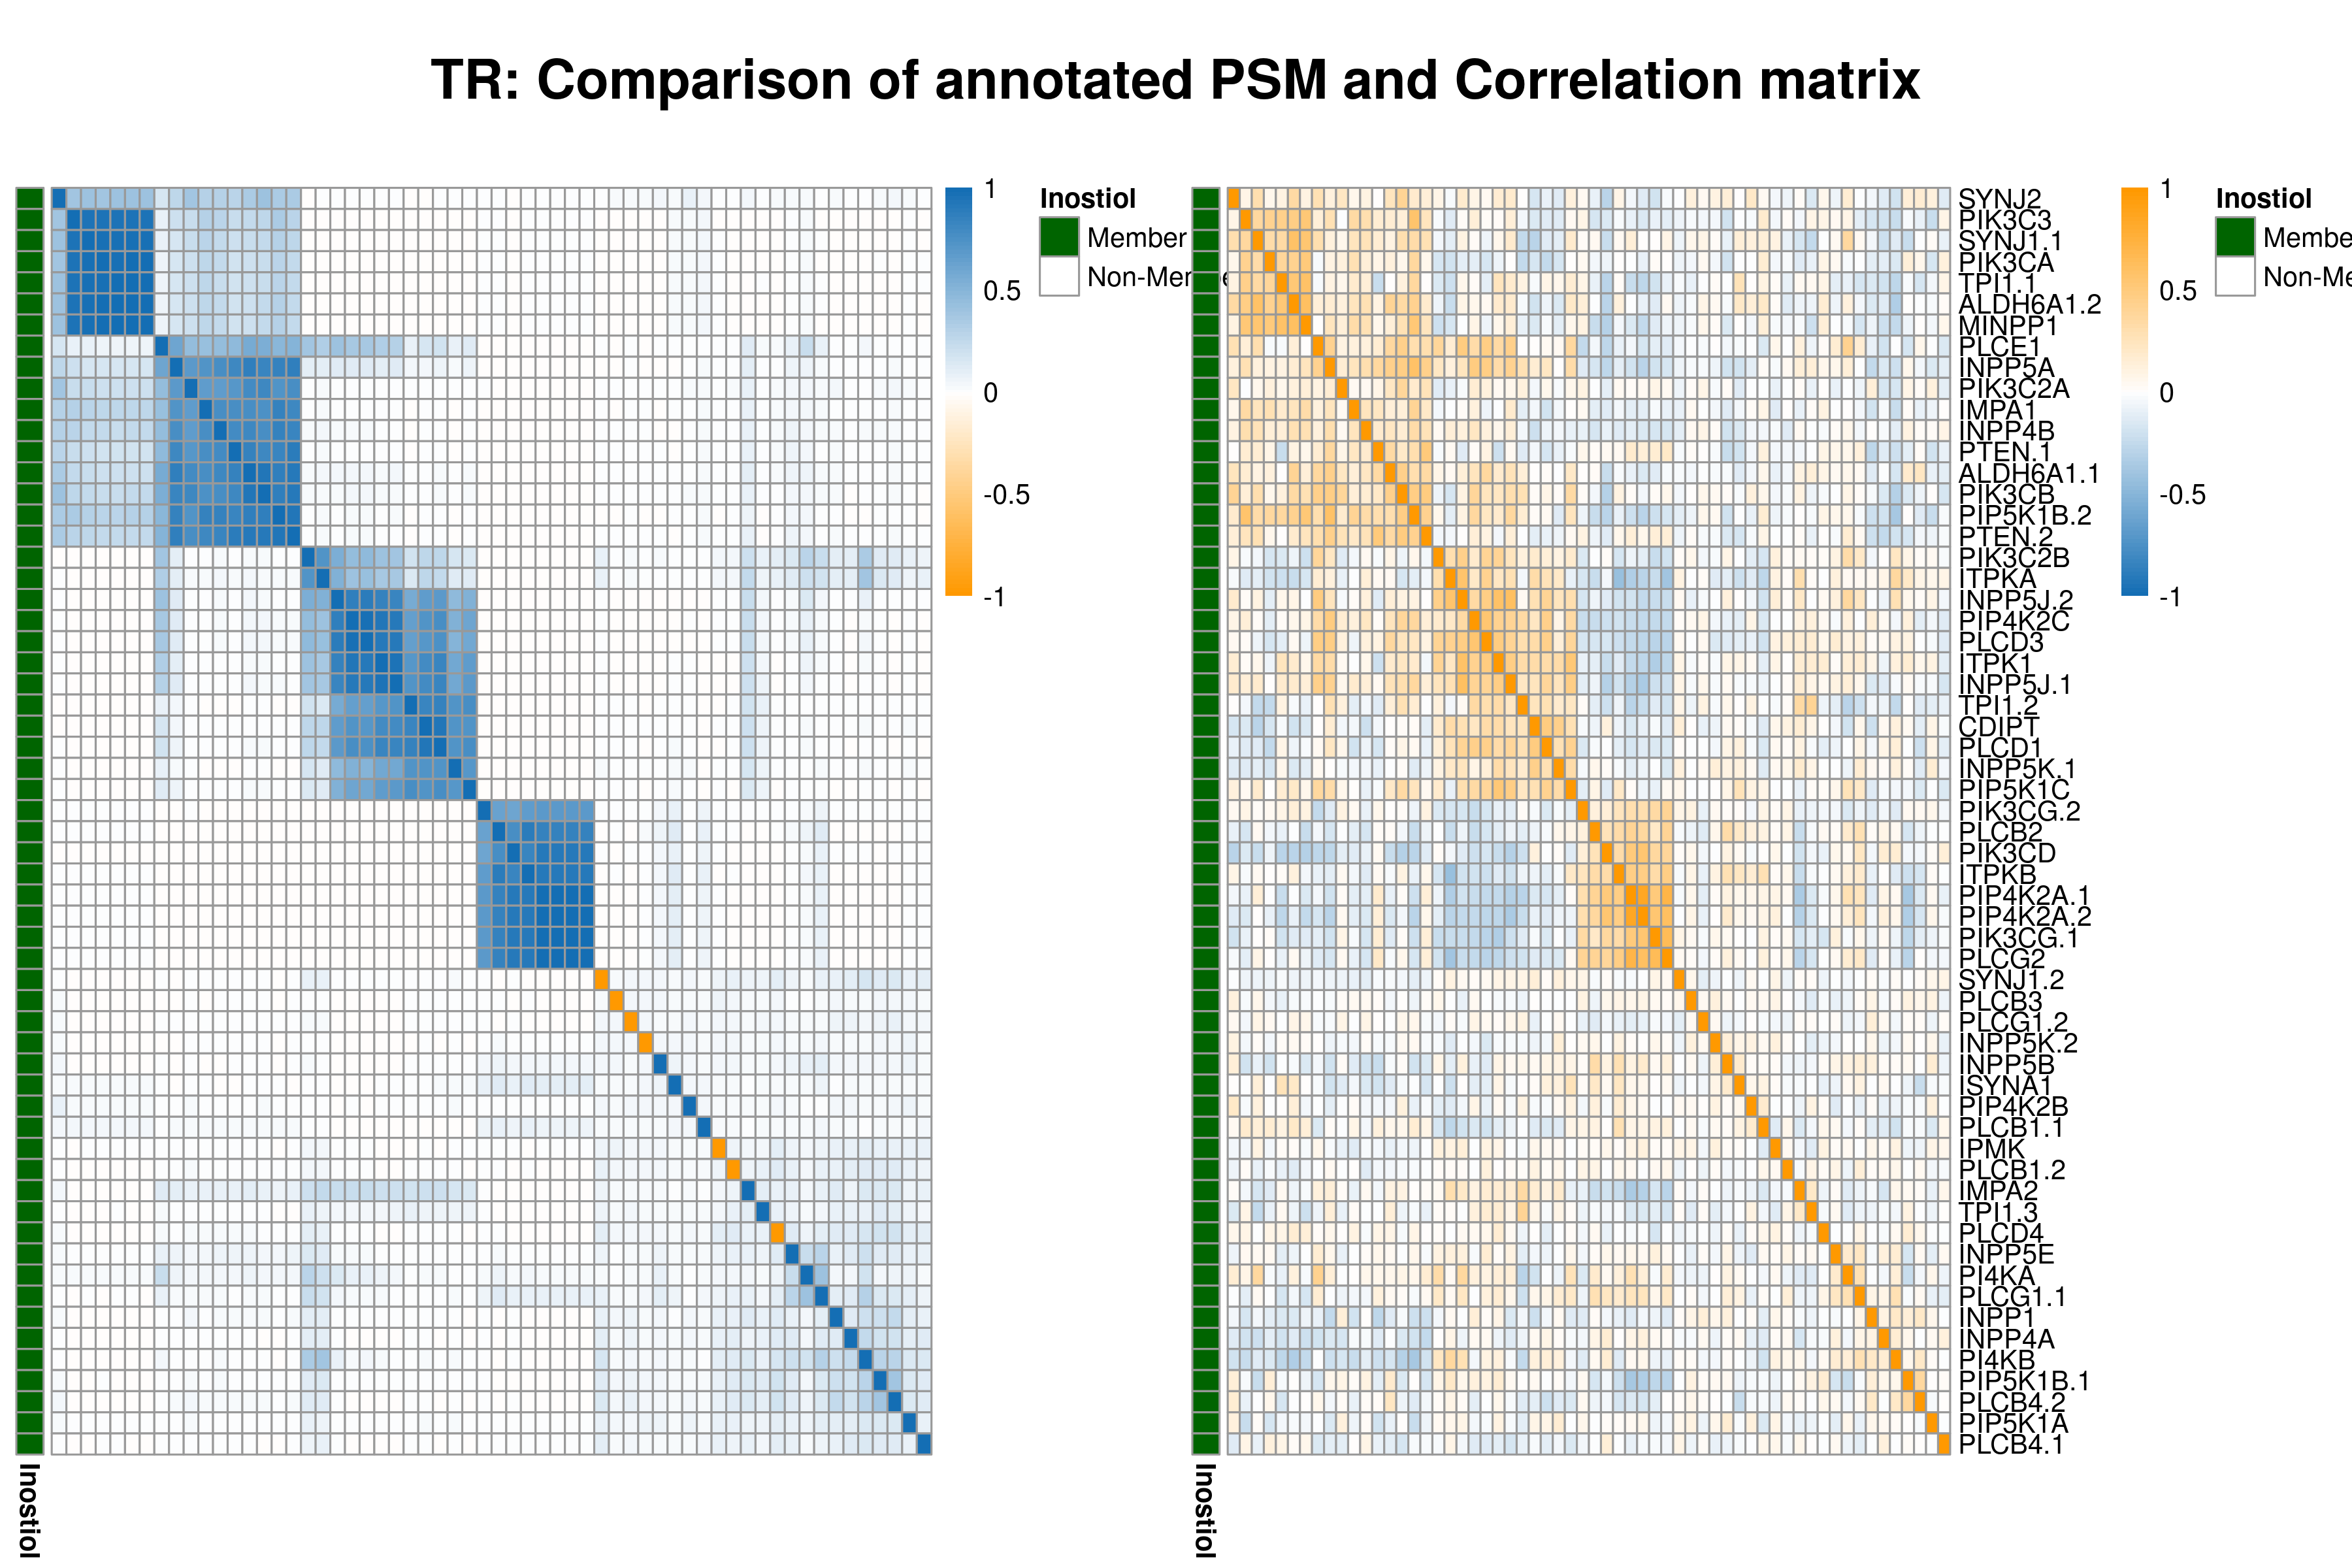 TR: Comparison of annotated PSM and Correlation matrix
1
0.5
0
-0.5
-1
Inostiol
Member
Inostiol
1
0.5
0
-0.5
-1
Inostiol
Inostiol
SYNJ2
PIK3C3
SYNJ1.1
PIK3CA
TPI1.1
ALDH6A1.2
MINPP1
PLCE1
INPP5A
PIK3C2A
IMPA1
INPP4B
PTEN.1
ALDH6A1.1
PIK3CB
PIP5K1B.2
PTEN.2
PIK3C2B
ITPKA
INPP5J.2
PIP4K2C
PLCD3
ITPK1
INPP5J.1
TPI1.2
CDIPT
PLCD1
INPP5K.1
PIP5K1C
PIK3CG.2
PLCB2
PIK3CD
ITPKB
PIP4K2A.1
PIP4K2A.2
PIK3CG.1
PLCG2
SYNJ1.2
PLCB3
PLCG1.2
INPP5K.2
INPP5B
ISYNA1
PIP4K2B
PLCB1.1
IPMK
PLCB1.2
IMPA2
TPI1.3
PLCD4
INPP5E
PI4KA
PLCG1.1
INPP1
INPP4A
PI4KB
PIP5K1B.1
PLCB4.2
PIP5K1A
PLCB4.1